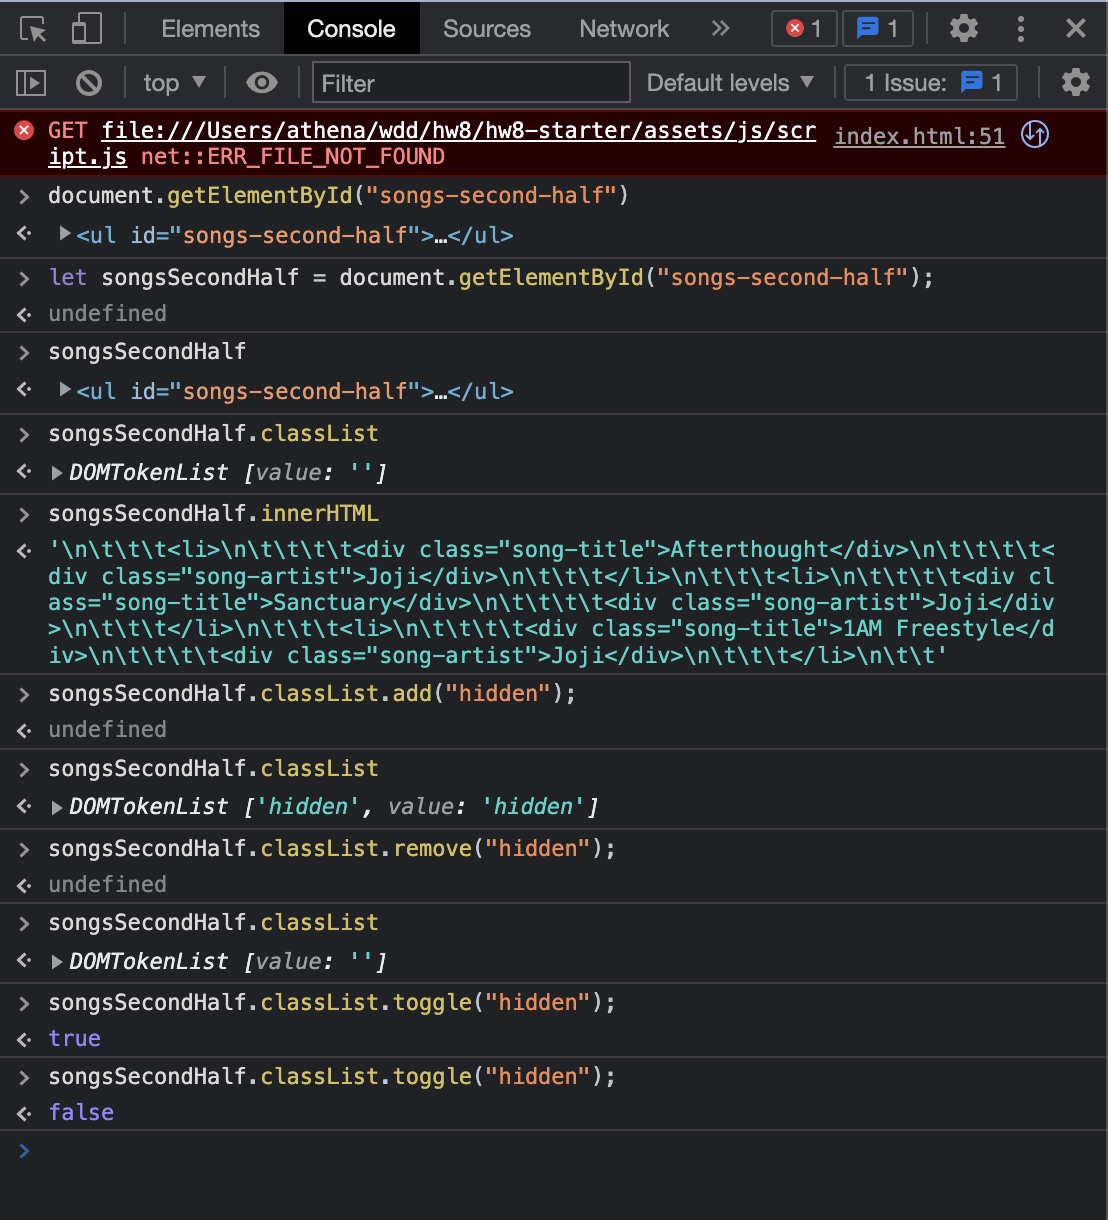 Elements Console Sources Network » 1 1
top ▼ Filter Default levels ▼ 1 Issue: 1
GET file:///Users/athena/wdd/hw8/hw8-starter/assets/js/scr index.html:51
ipt.js net::ERR_FILE_NOT_FOUND
> document.getElementById("songs-second-half")
<ul id="songs-second-half">…</ul>
> let songsSecondHalf = document.getElementById("songs-second-half");
undefined
> songsSecondHalf
<ul id="songs-second-half">…</ul>
> songsSecondHalf.classList
DOMTokenList [value: '']
> songsSecondHalf.innerHTML
'\n\t\t\t<li>\n\t\t\t\t<div class="song-title">Afterthought</div>\n\t\t\t\t<
div class="song-artist">Joji</div>\n\t\t\t</li>\n\t\t\t<li>\n\t\t\t\t<div cl
ass="song-title">Sanctuary</div>\n\t\t\t\t<div class="song-artist">Joji</div
>\n\t\t\t</li>\n\t\t\t<li>\n\t\t\t\t<div class="song-title">1AM Freestyle</d
iv>\n\t\t\t\t<div class="song-artist">Joji</div>\n\t\t\t</li>\n\t\t'
> songsSecondHalf.classList.add("hidden");
undefined
> songsSecondHalf.classList
DOMTokenList ['hidden', value: 'hidden']
> songsSecondHalf.classList.remove("hidden");
undefined
> songsSecondHalf.classList
DOMTokenList [value: '']
> songsSecondHalf.classList.toggle("hidden");
true
> songsSecondHalf.classList.toggle("hidden");
false
>